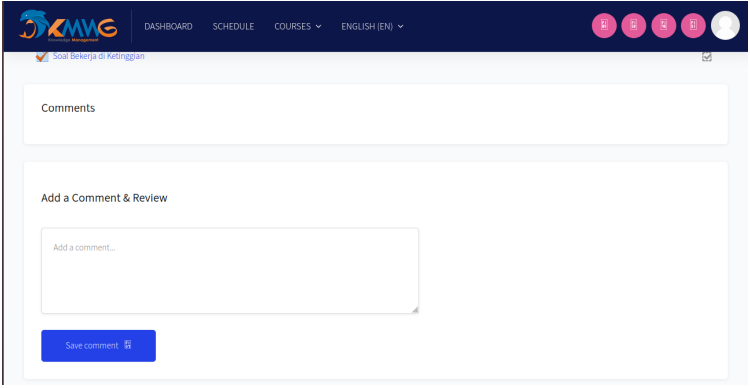 KMWG
Knowledge Management
DASHBOARD SCHEDULE COURSES ENGLISH (EN)
Soal Bekerja di Ketinggian
Comments
Add a Comment & Review
Add a comment...
Save comment